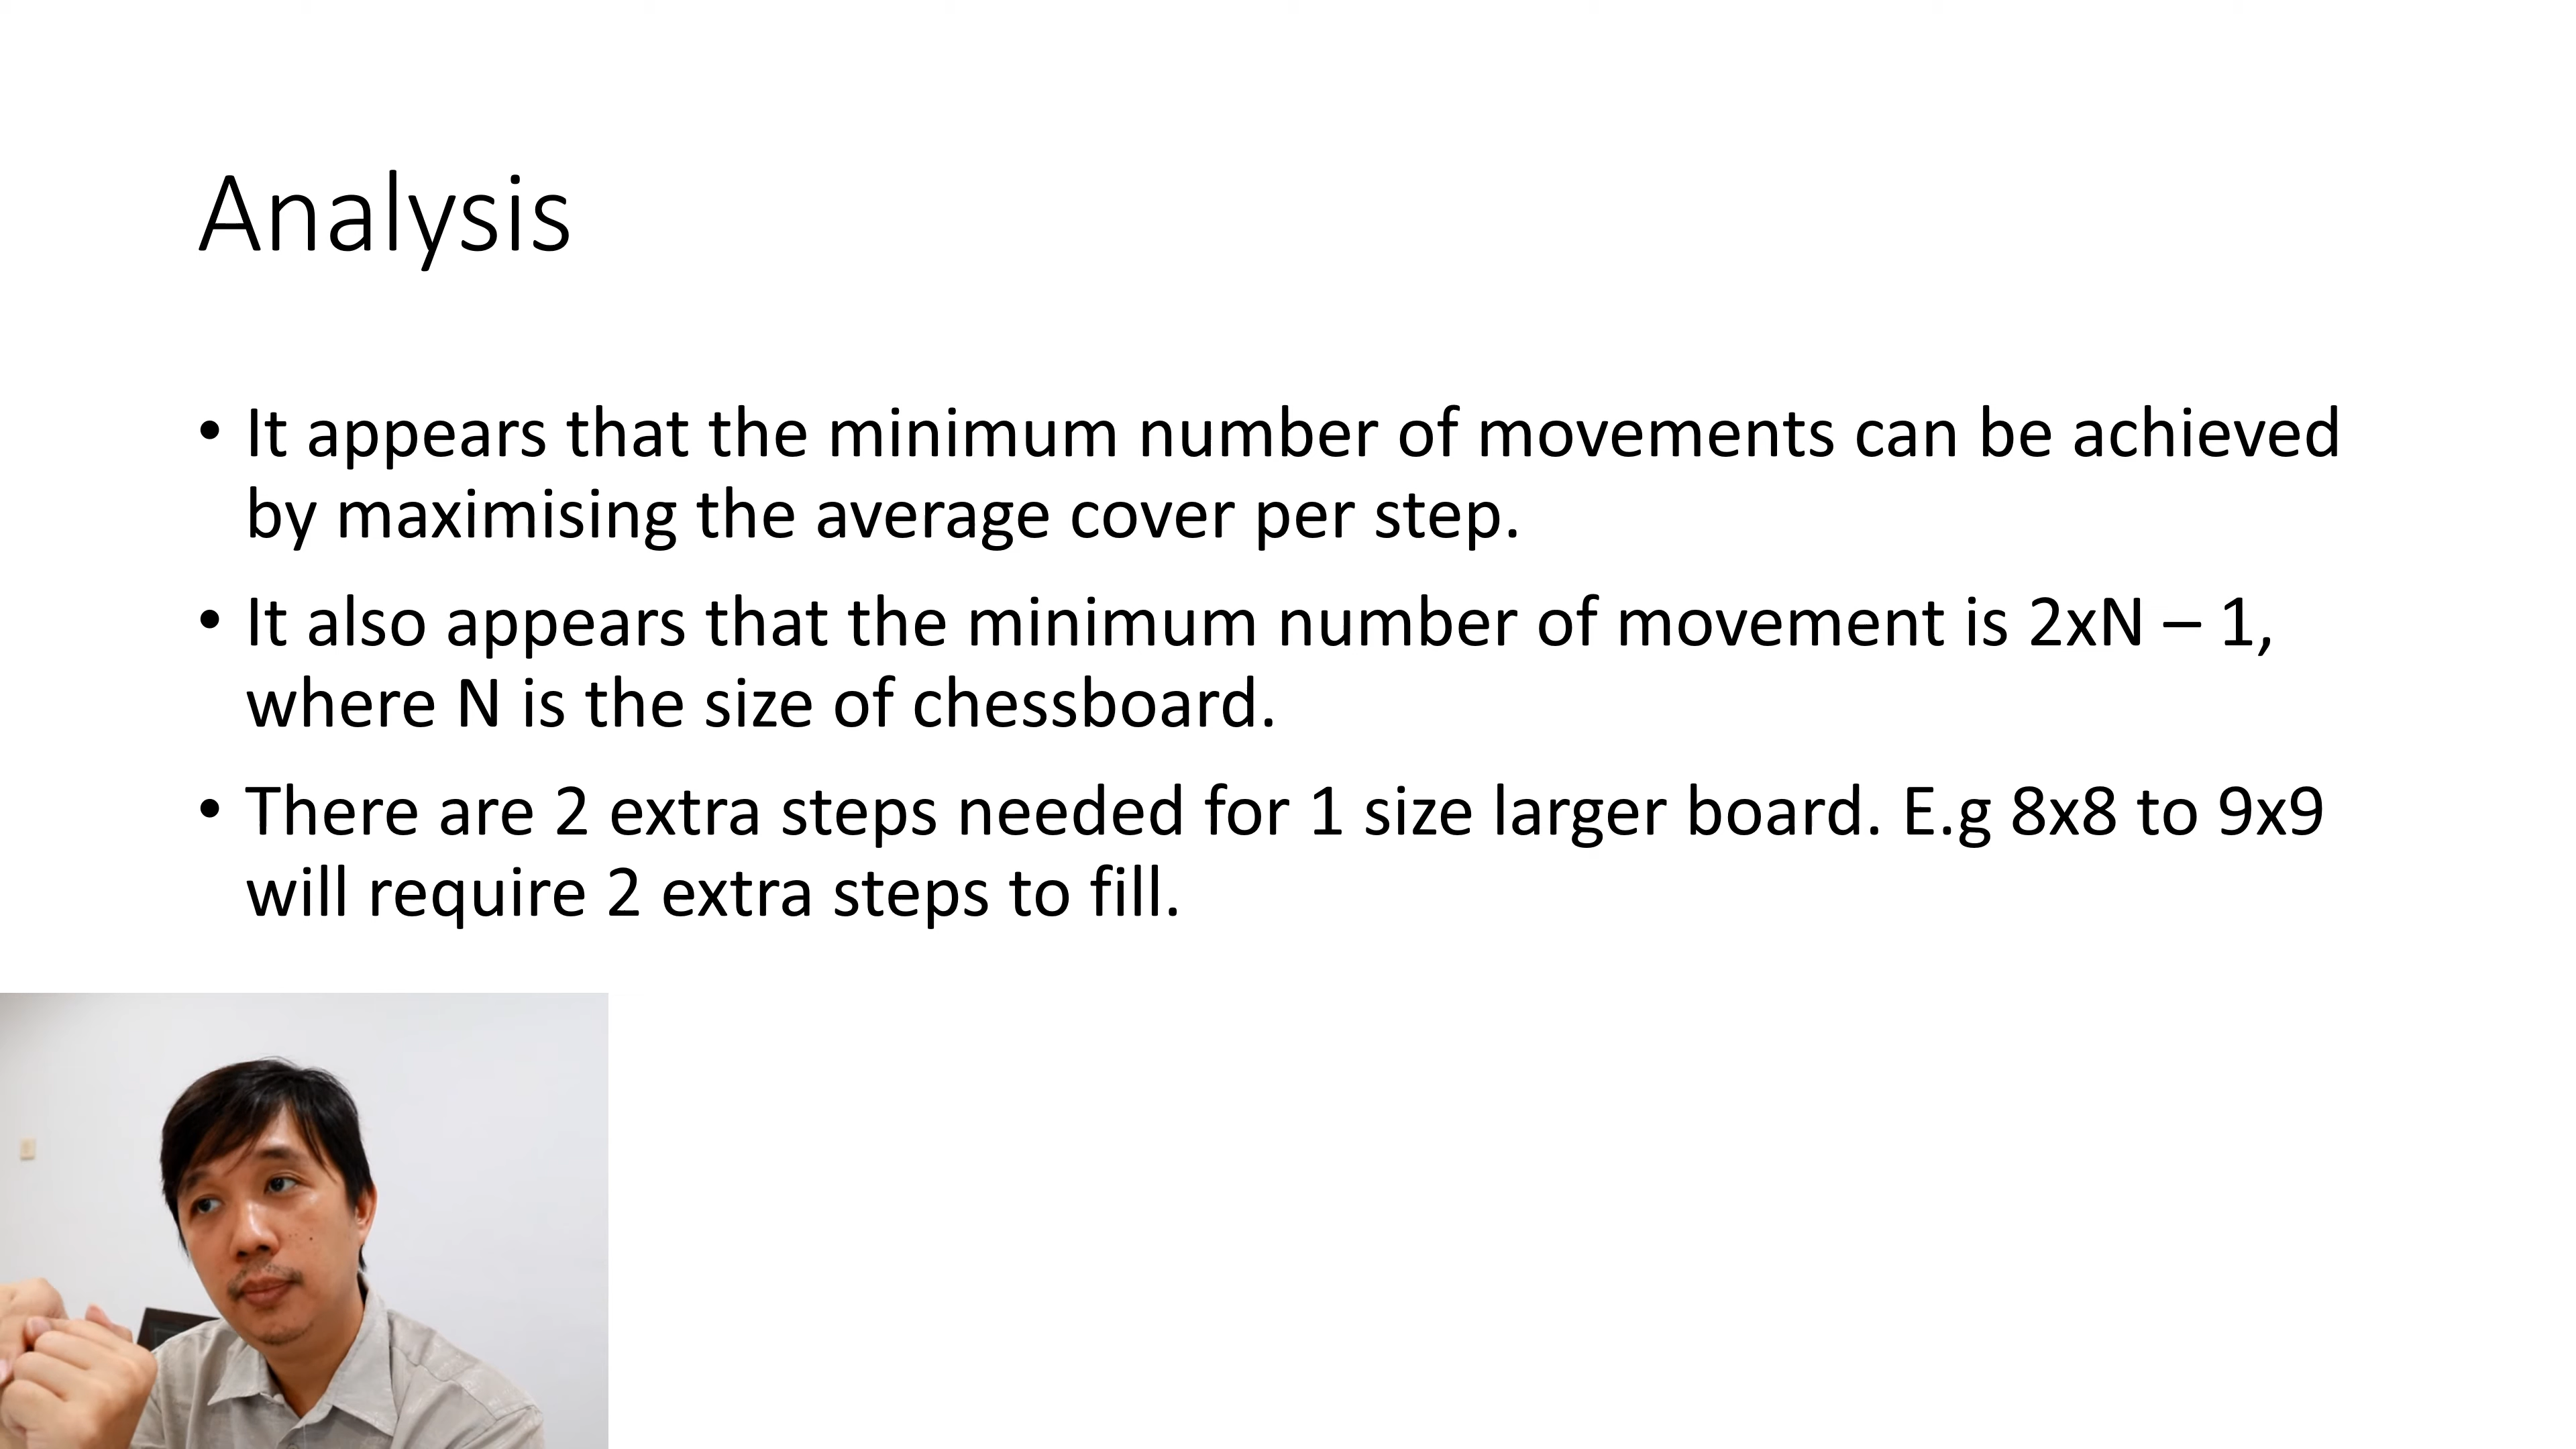 Analysis
• It appears that the minimum number of movements can be achieved
by maximising the average cover per step.
• It also appears that the minimum number of movement is 2xN – 1,
where N is the size of chessboard.
• There are 2 extra steps needed for 1 size larger board. E.g 8x8 to 9x9
will require 2 extra steps to fill.